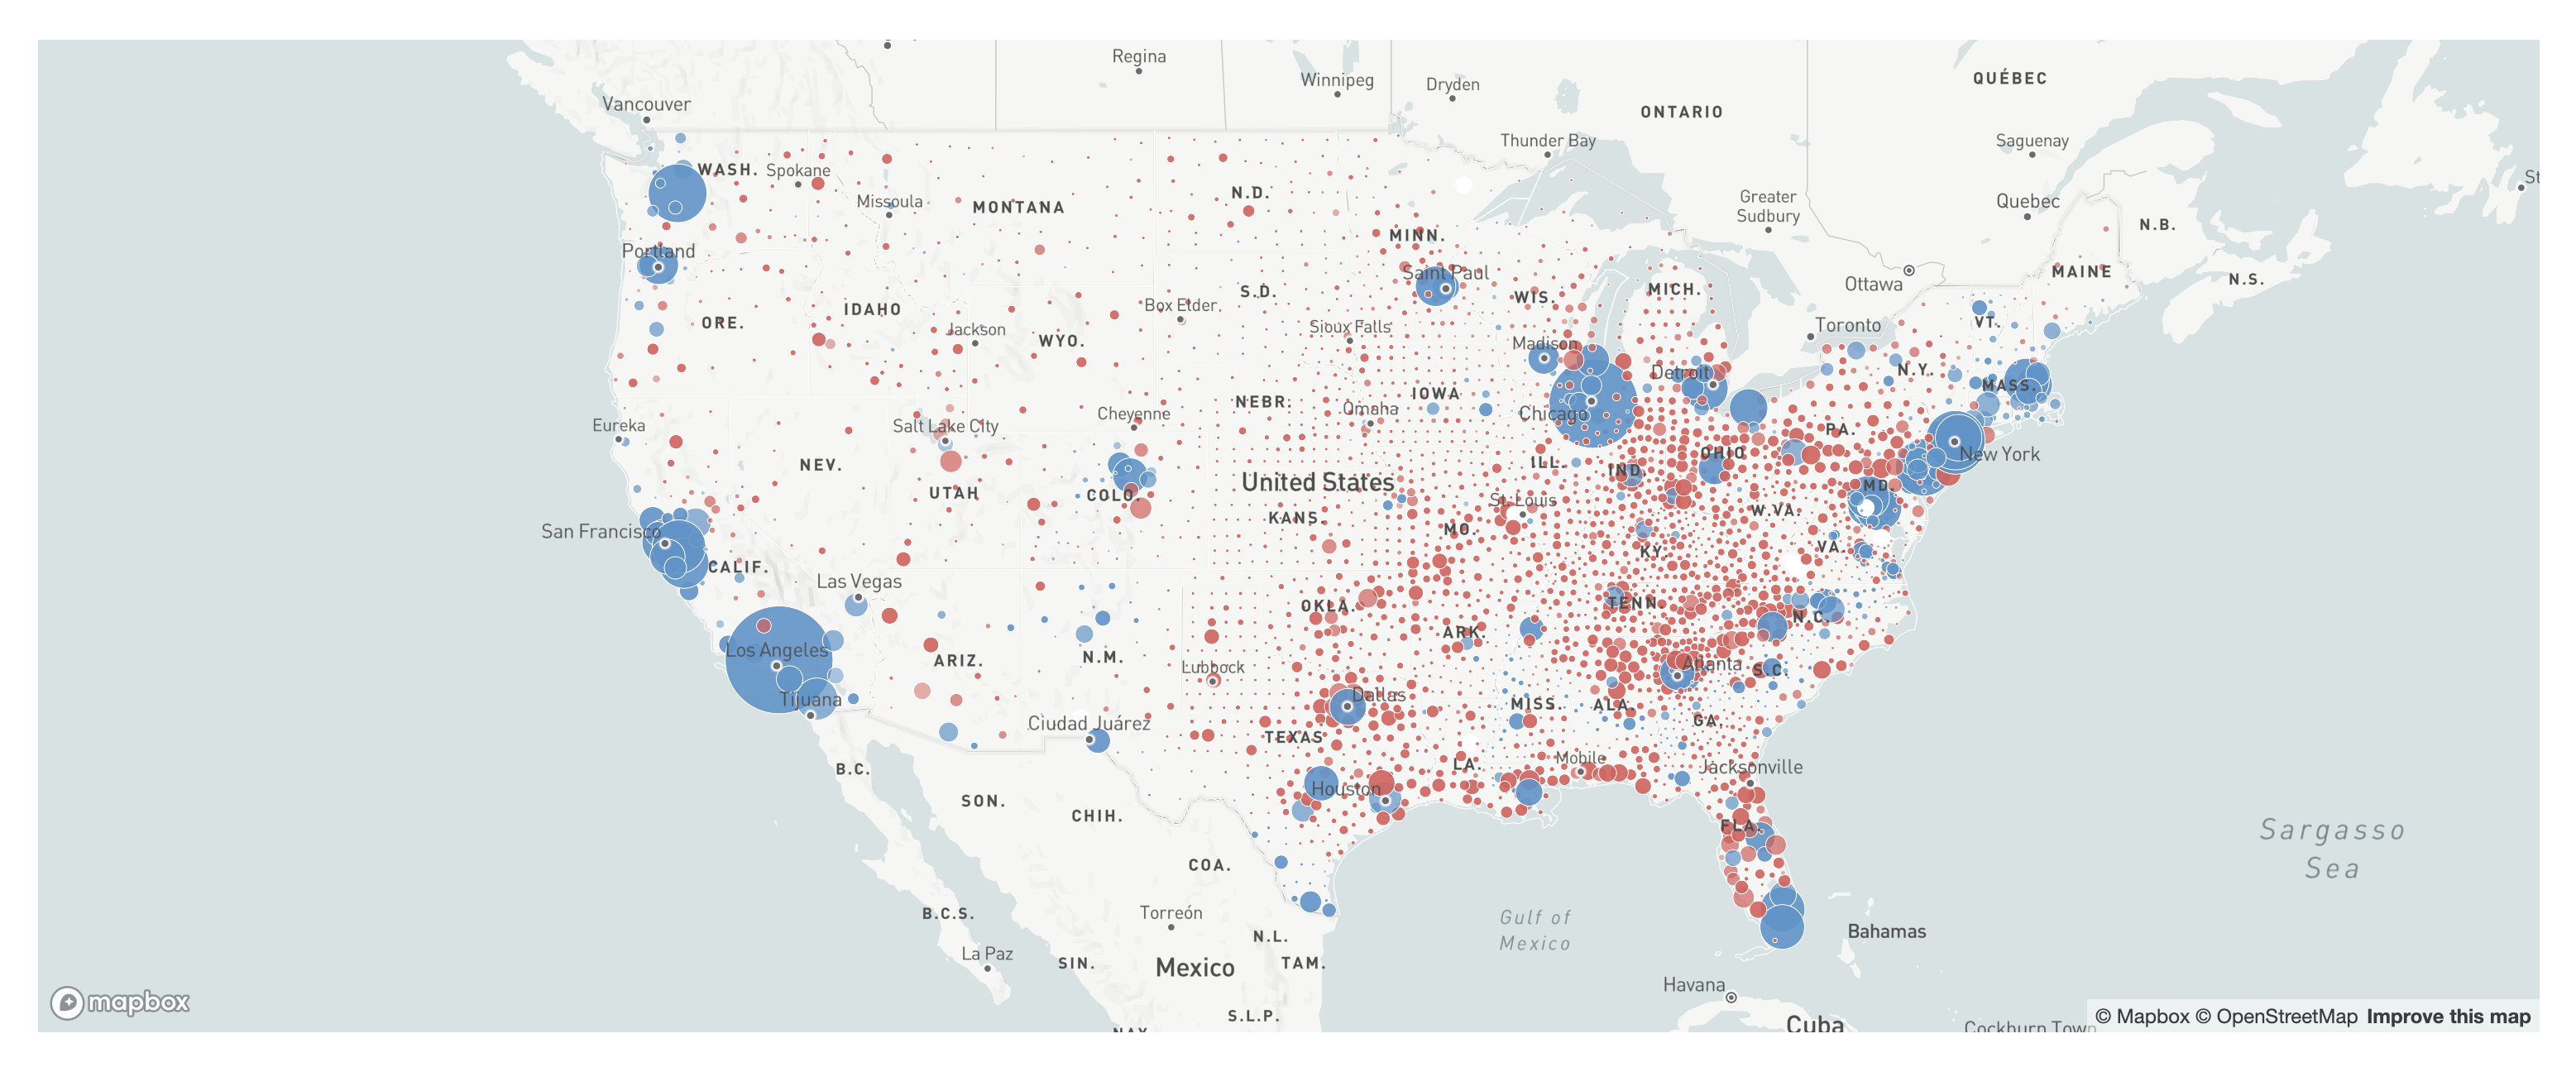 Regina
Winnipeg
Dryden
QUÉBEC
Vancouver
ONTARIO
Thunder Bay
Saguenay
WASH.
Spokane
St
Missoula
MONTANA
N.D.
Greater
Sudbury
Quebec
N.B.
Portland
MINN.
Saint Paul
Ottawa
MAINE
N.S.
ORE.
IDAHO
Jackson
WYO.
Box Elder
S.D.
Sioux Falls
WIS.
MICH.
Toronto
VT.
Madison
Detroit
N.Y.
MASS.
Eureka
Salt Lake City
Cheyenne
NEBR.
Omaha
IOWA
Chicago
PA.
New York
NEV.
UTAH
COLO.
United States
ILL.
IND.
OHIO
MD.
San Francisco
CALIF.
KANS.
MO.
St. Louis
W.VA.
KY.
VA.
Las Vegas
OKLA.
TENN.
N.C.
Los Angeles
ARIZ.
N.M.
Lubbock
ARK.
Atlanta
S.C.
Tijuana
Ciudad Juárez
Dallas
MISS.
ALA.
GA.
TEXAS
B.C.
LA.
Mobile
Jacksonville
SON.
CHIH.
Houston
FLA.
Sargasso
Sea
COA.
B.C.S.
Torreón
Gulf of
Mexico
Bahamas
N.L.
La Paz
SIN.
Mexico
TAM.
Havana
mapbox
S.L.P.
NAY
Cuba
Cockburn Town
© Mapbox © OpenStreetMap Improve this map